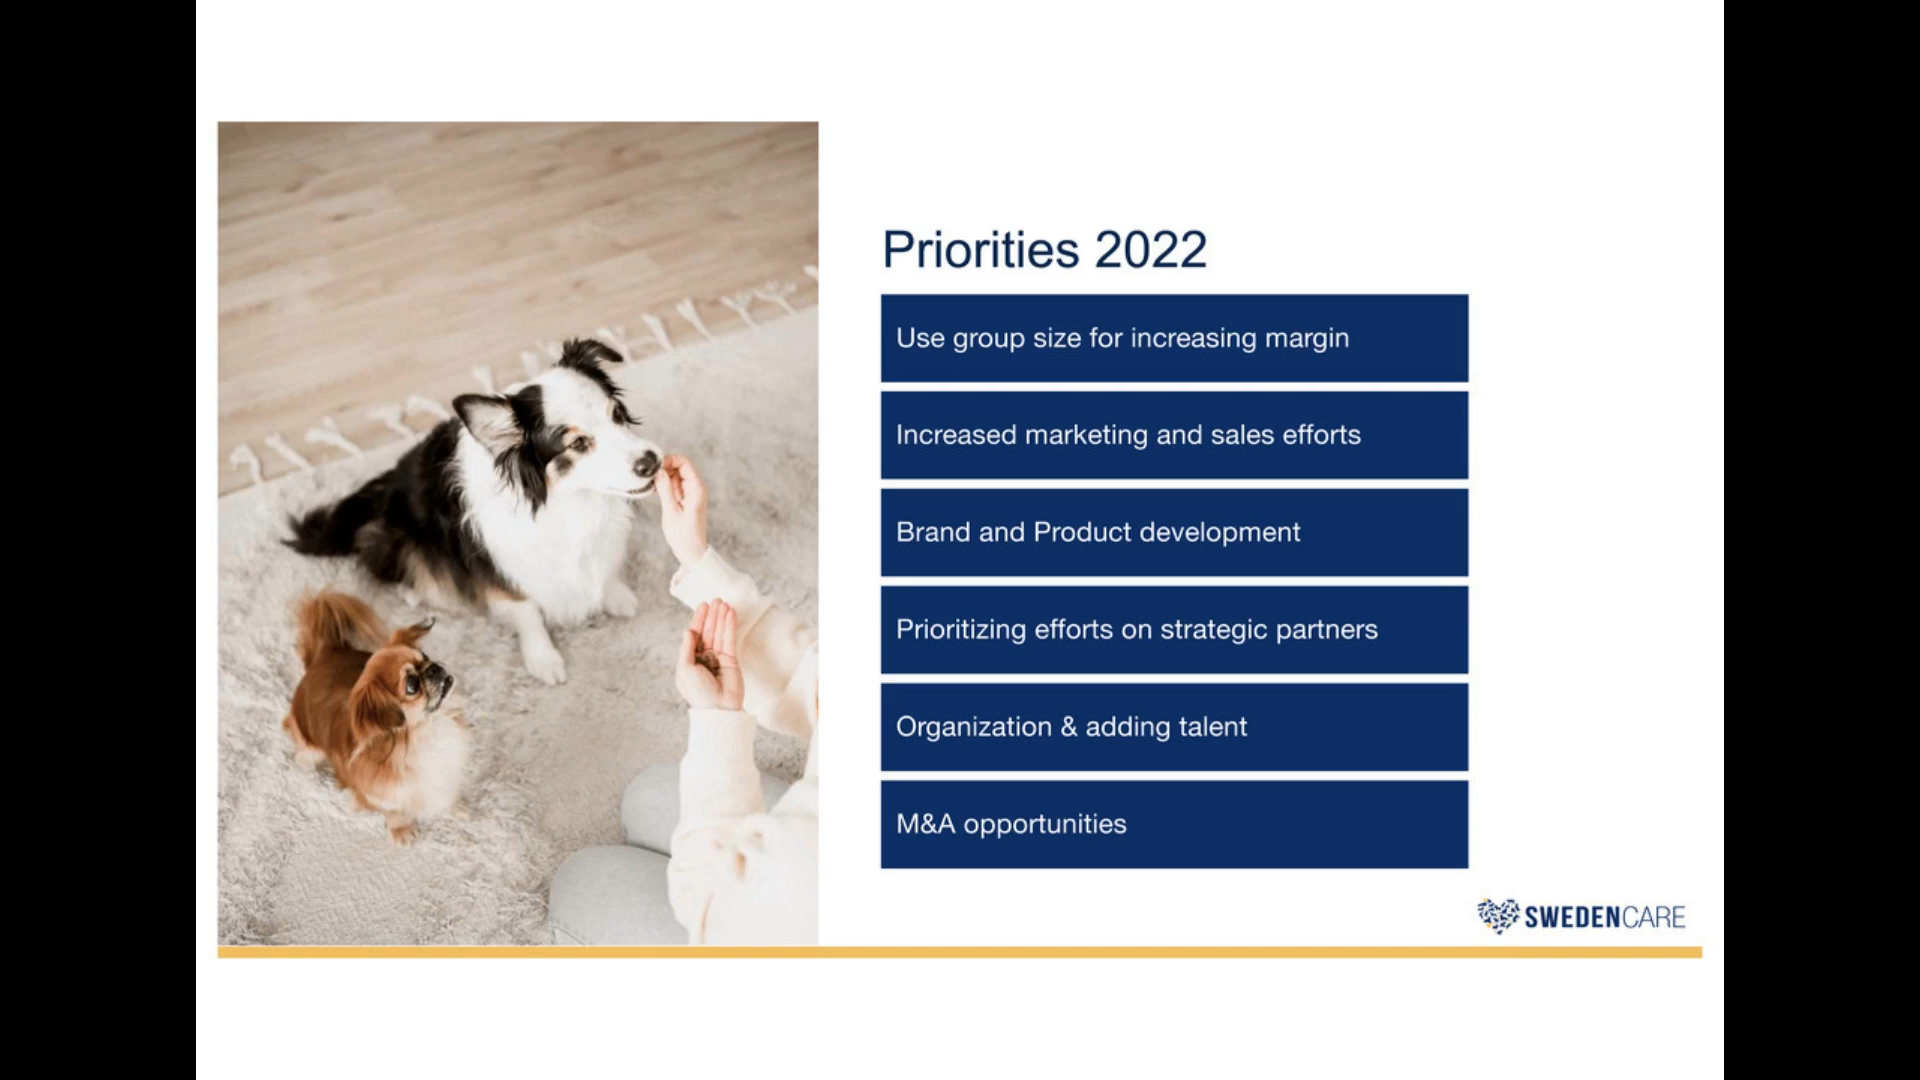 Priorities 2022
Use group size for increasing margin
Increased marketing and sales efforts
Brand and Product development
Prioritizing efforts on strategic partners
Organization & adding talent
M&A opportunities
SWEDENCARE